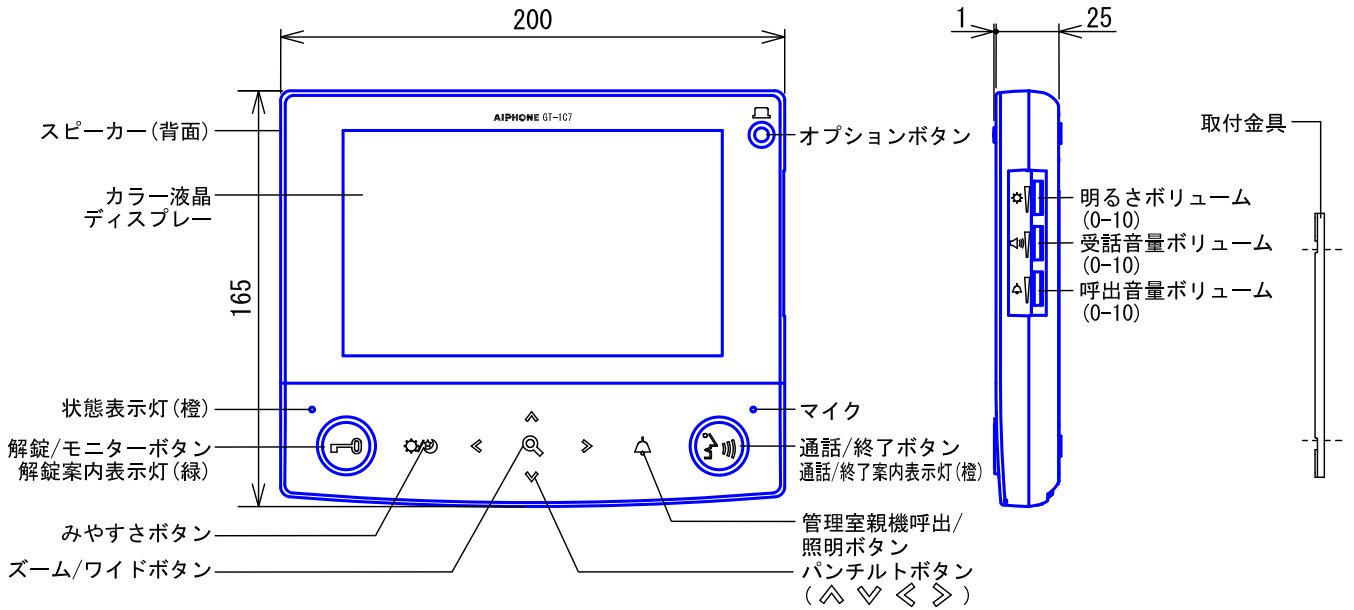 200
1
25
165
AIPHONE GT-1C7
スピーカー(背面)
カラー液晶
ディスプレー
状態表示灯(橙)
解錠/モニターボタン
解錠案内表示灯(緑)
みやすさボタン
ズーム/ワイドボタン
オプションボタン
マイク
通話/終了ボタン
通話/終了案内表示灯(橙)
管理室親機呼出/
照明ボタン
パンチルトボタン
明るさボリューム
(0-10)
受話音量ボリューム
(0-10)
呼出音量ボリューム
(0-10)
取付金具